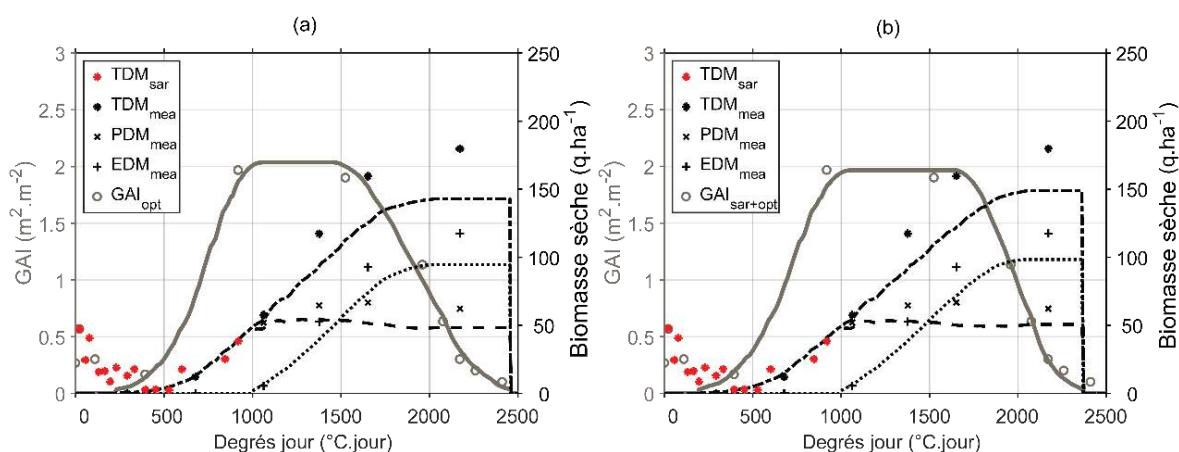 (a)
3
2.5
2
1.5
1
0.5
0
GAI (m².m⁻²)
250
200
150
100
50
0
Biomasse sèche (q.ha⁻¹)
TDM_sar
TDM_mea
PDM_mea
EDM_mea
GAI_opt
0 500 1000 1500 2000 2500
Degrés jour (°C.jour)
(b)
3
2.5
2
1.5
1
0.5
0
GAI (m².m⁻²)
250
200
150
100
50
0
Biomasse sèche (q.ha⁻¹)
TDM_sar
TDM_mea
PDM_mea
EDM_mea
GAI_sar+opt
0 500 1000 1500 2000 2500
Degrés jour (°C.jour)